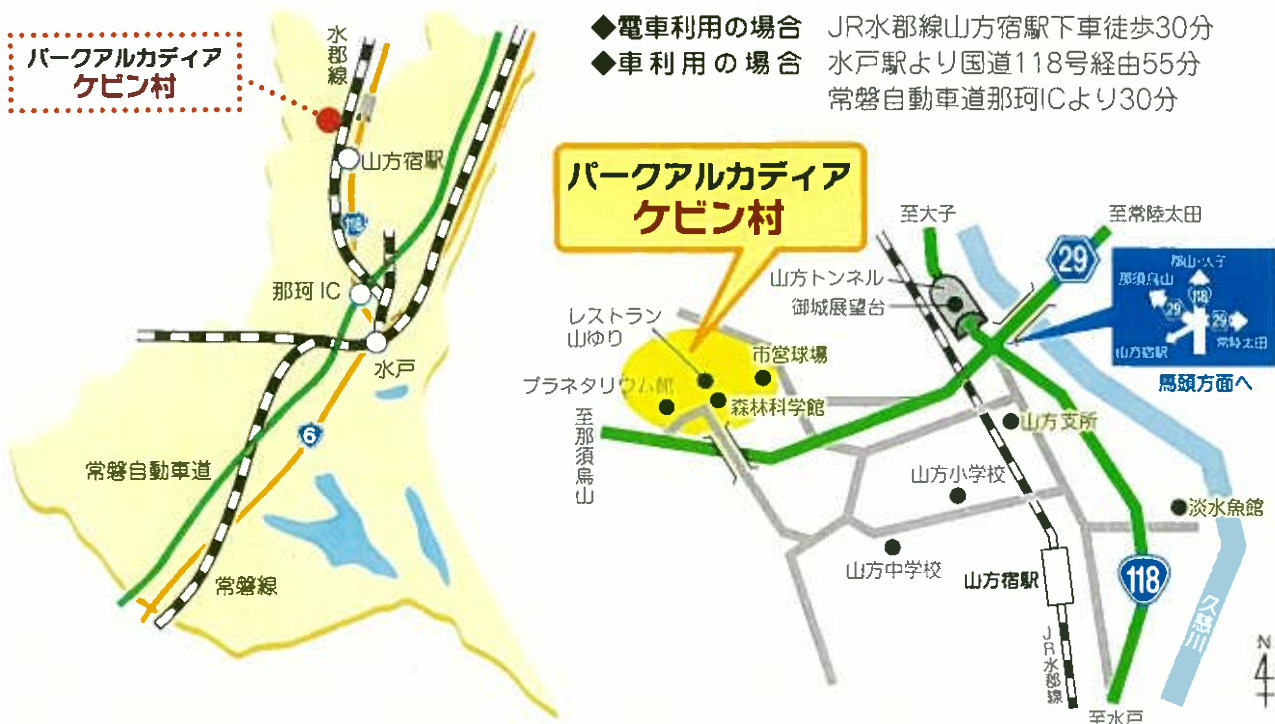 ◆電車利用の場合 JR水郡線山方宿駅下車徒歩30分
◆車利用の場合 水戸駅より国道118号経由55分
常磐自動車道那珂ICより30分
パークアルカディア
ケビン村
水郡線
山方宿駅
118
那珂IC
水戸
6
常磐自動車道
常磐線
パークアルカディア
ケビン村
至大子
至常陸太田
29
山方トンネル
御城展望台
郡山・大子
那須烏山
118
29
29
山方宿駅
常陸太田
馬頭方面へ
レストラン
山ゆり
市営球場
プラネタリウム館
森林科学館
至那須烏山
山方支所
山方小学校
淡水魚館
山方中学校
山方宿駅
118
久慈川
JR水郡線
至水戸
N